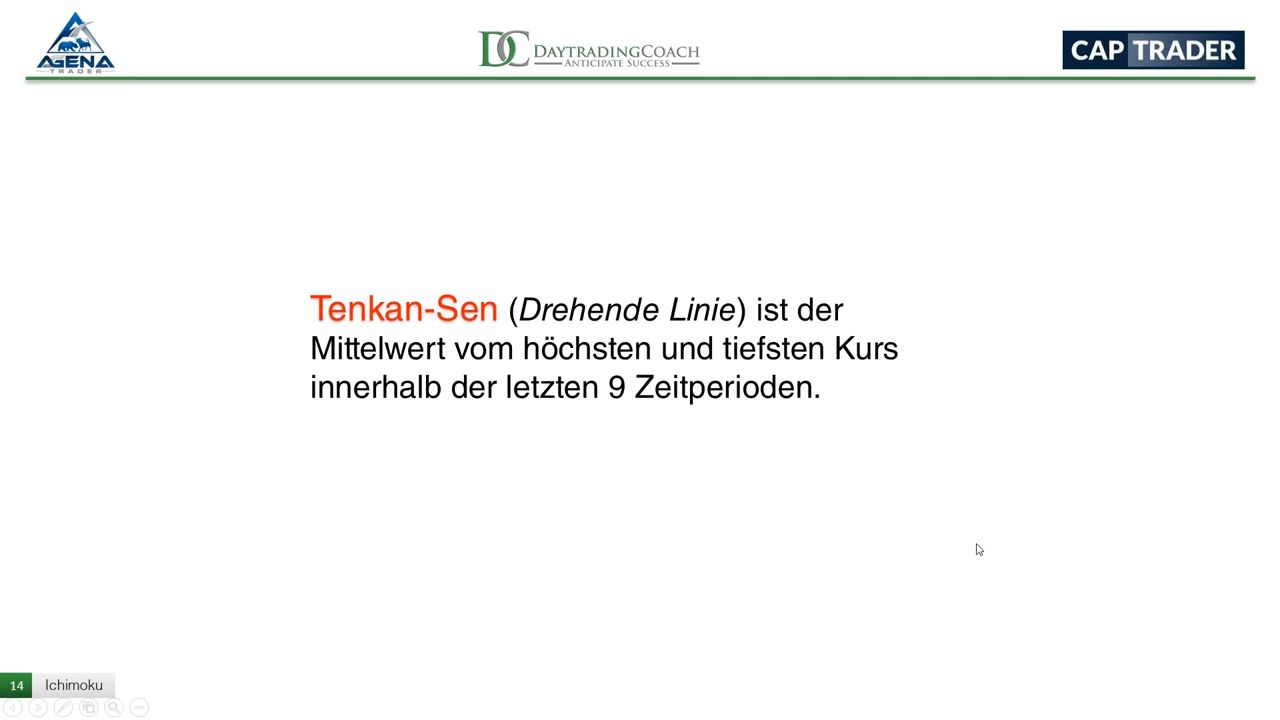 AGENA
TRADER
DC DAYTRADINGCOACH
ANTICIPATE SUCCESS
CAP TRADER
Tenkan-Sen (Drehende Linie) ist der
Mittelwert vom höchsten und tiefsten Kurs
innerhalb der letzten 9 Zeitperioden.
14 Ichimoku